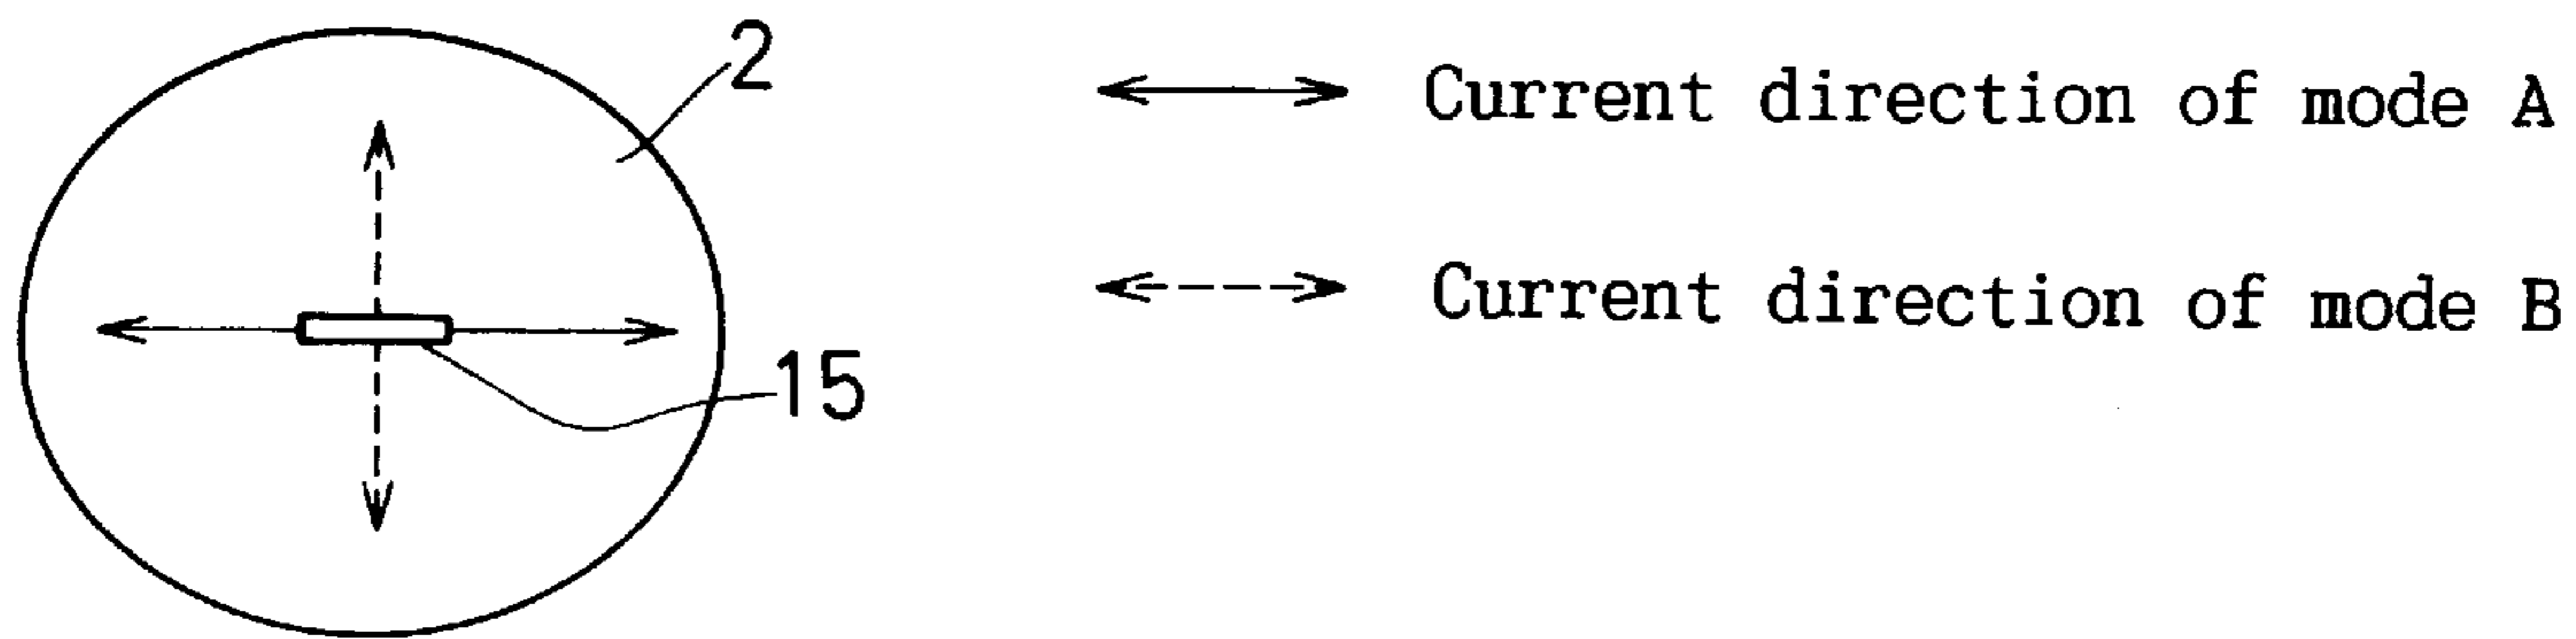 2
Current direction of mode A
Current direction of mode B
15